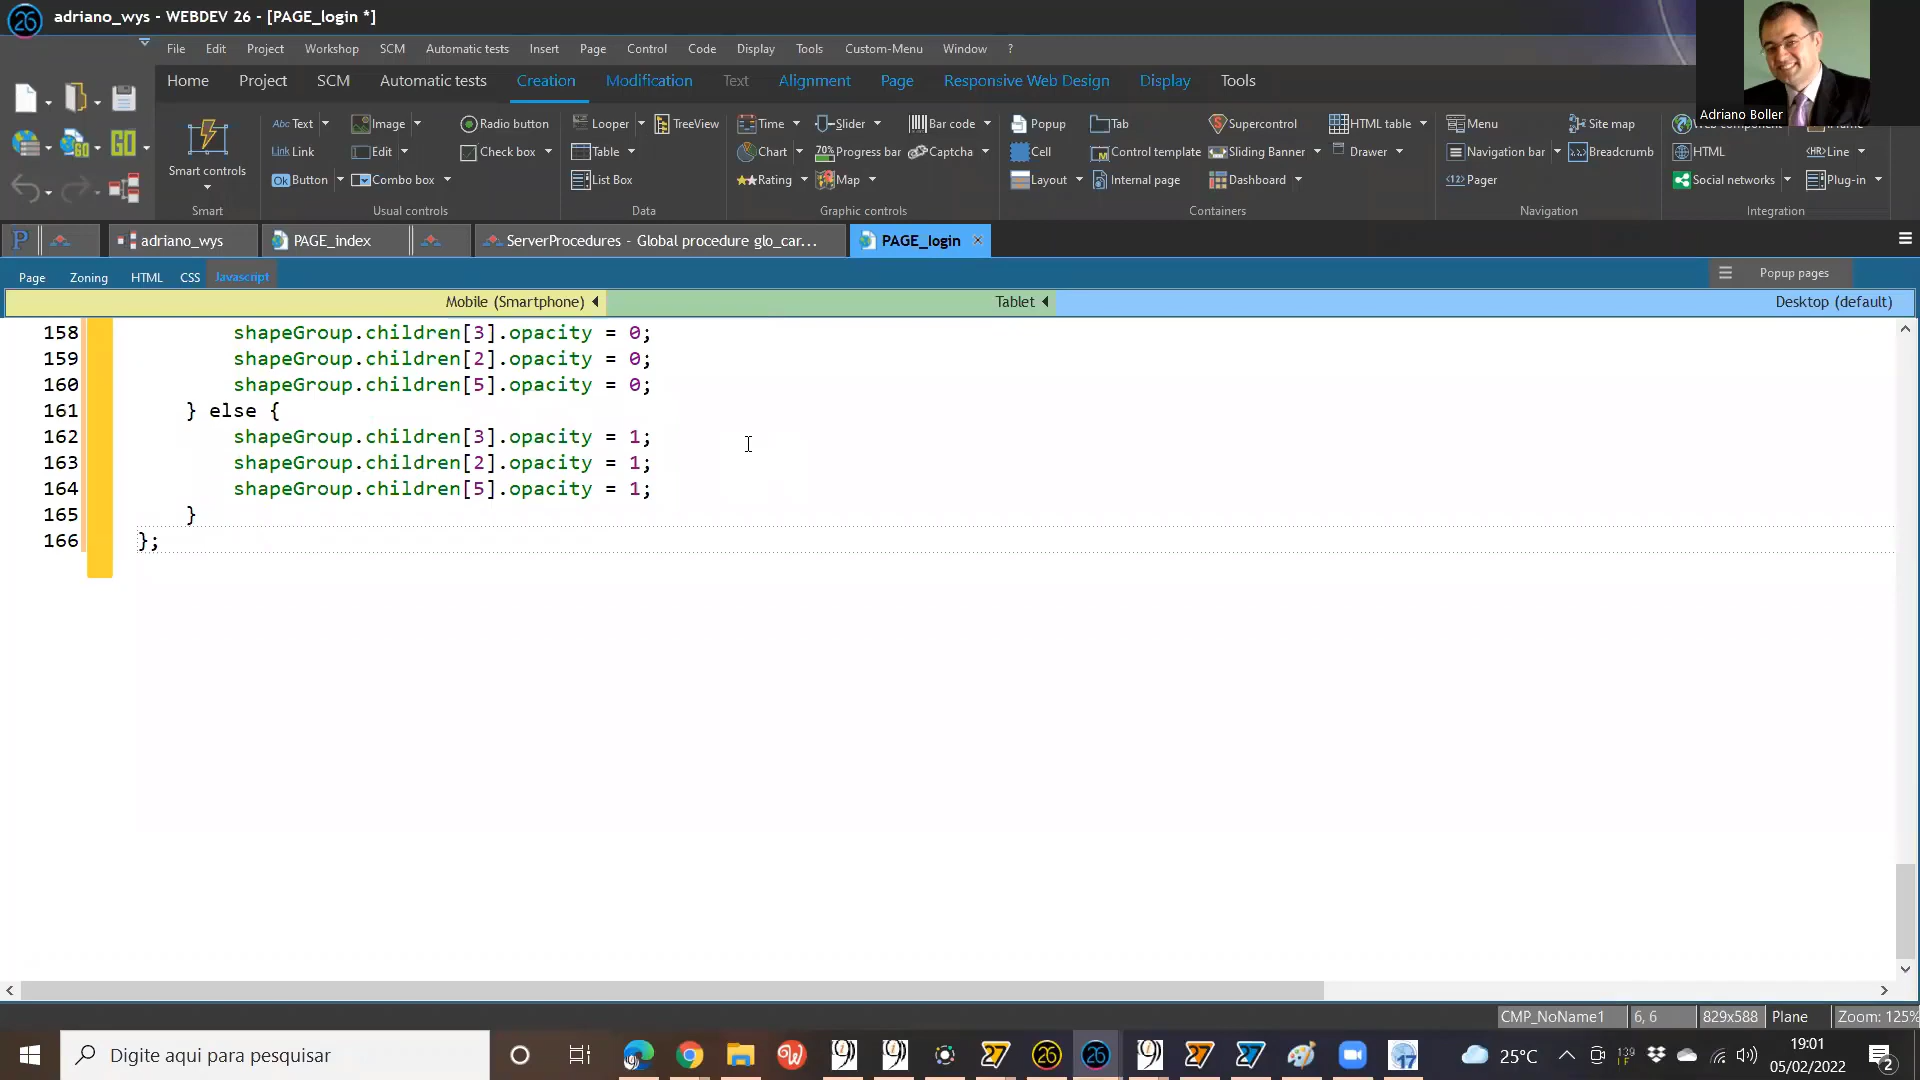 adriano_wys - WEBDEV 26 - [PAGE_login *]
File Edit Project Workshop SCM Automatic tests Insert Entry Page Control Code Display Tools Custom-Menu Window ?
Home Project SCM Automatic tests Creation Modification Text Alignment Page Responsive Web Design Display Tools
Adriano Boller
Abc Text Image Radio button Looper TreeView Time Slider Bar code Popup Tab Supercontrol HTML table Menu Site map
Smart controls
Link Link Edit Check box Table Chart 70% Progress bar Captcha Cell Control template Sliding Banner Drawer Navigation bar Breadcrumb HTML HR Line
Ok Button Combo box List Box Rating Map Layout Internal page Dashboard <12> Pager Social networks Plug-in
Smart Usual controls Data Graphic controls Containers Navigation Integration
P adriano_wys PAGE_index ServerProcedures - Global procedure glo_car... PAGE_login ×
Page Zoning HTML CSS Javascript Popup pages
Mobile (Smartphone) Tablet Desktop (default)
158 shapeGroup.children[3].opacity = 0;
159 shapeGroup.children[2].opacity = 0;
160 shapeGroup.children[5].opacity = 0;
161 } else {
162 shapeGroup.children[3].opacity = 1;
163 shapeGroup.children[2].opacity = 1;
164 shapeGroup.children[5].opacity = 1;
165 }
166 };
CMP_NoName1 6, 6 829x588 Plane Zoom: 125%
Digite aqui para pesquisar
25°C
19:01
05/02/2022
2